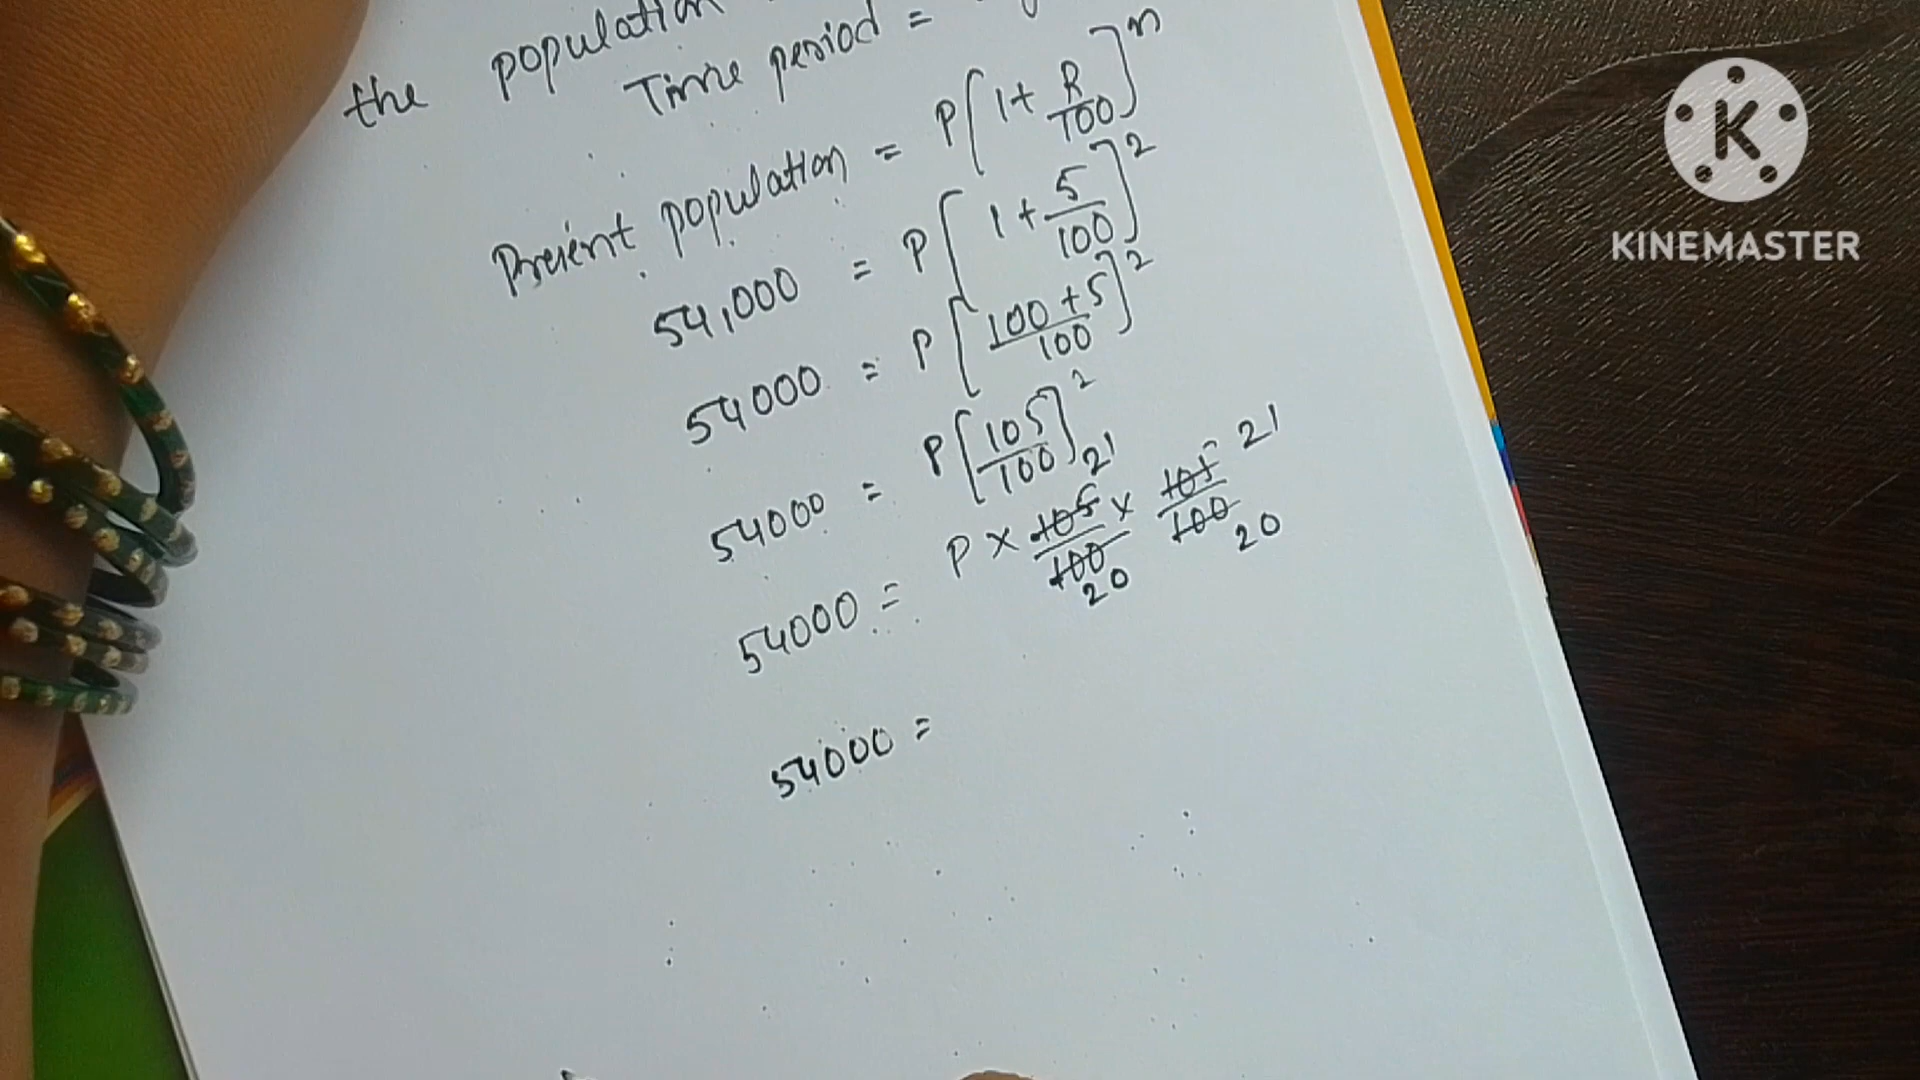 the population
Time period =
Present population = P[1+ R/100]^n
54,000 = P[1+ 5/100]^2
54000 = P[100+5/100]^2
54000 = P[105/100]^2
54000 = P × 105/100 × 105/100 21 21 20 20
54000 =
K
KINEMASTER